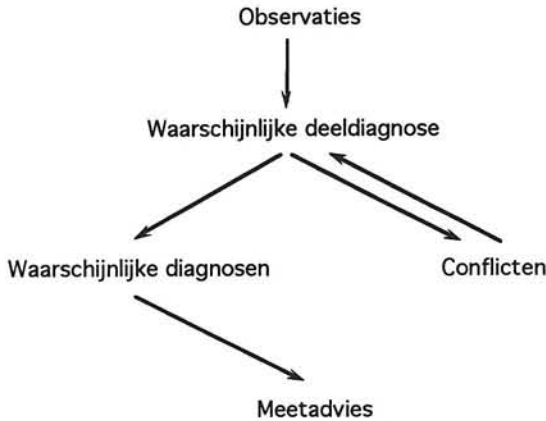 Observaties
Waarschijnlijke deeldiagnose
Waarschijnlijke diagnosen
Conflicten
Meetadvies